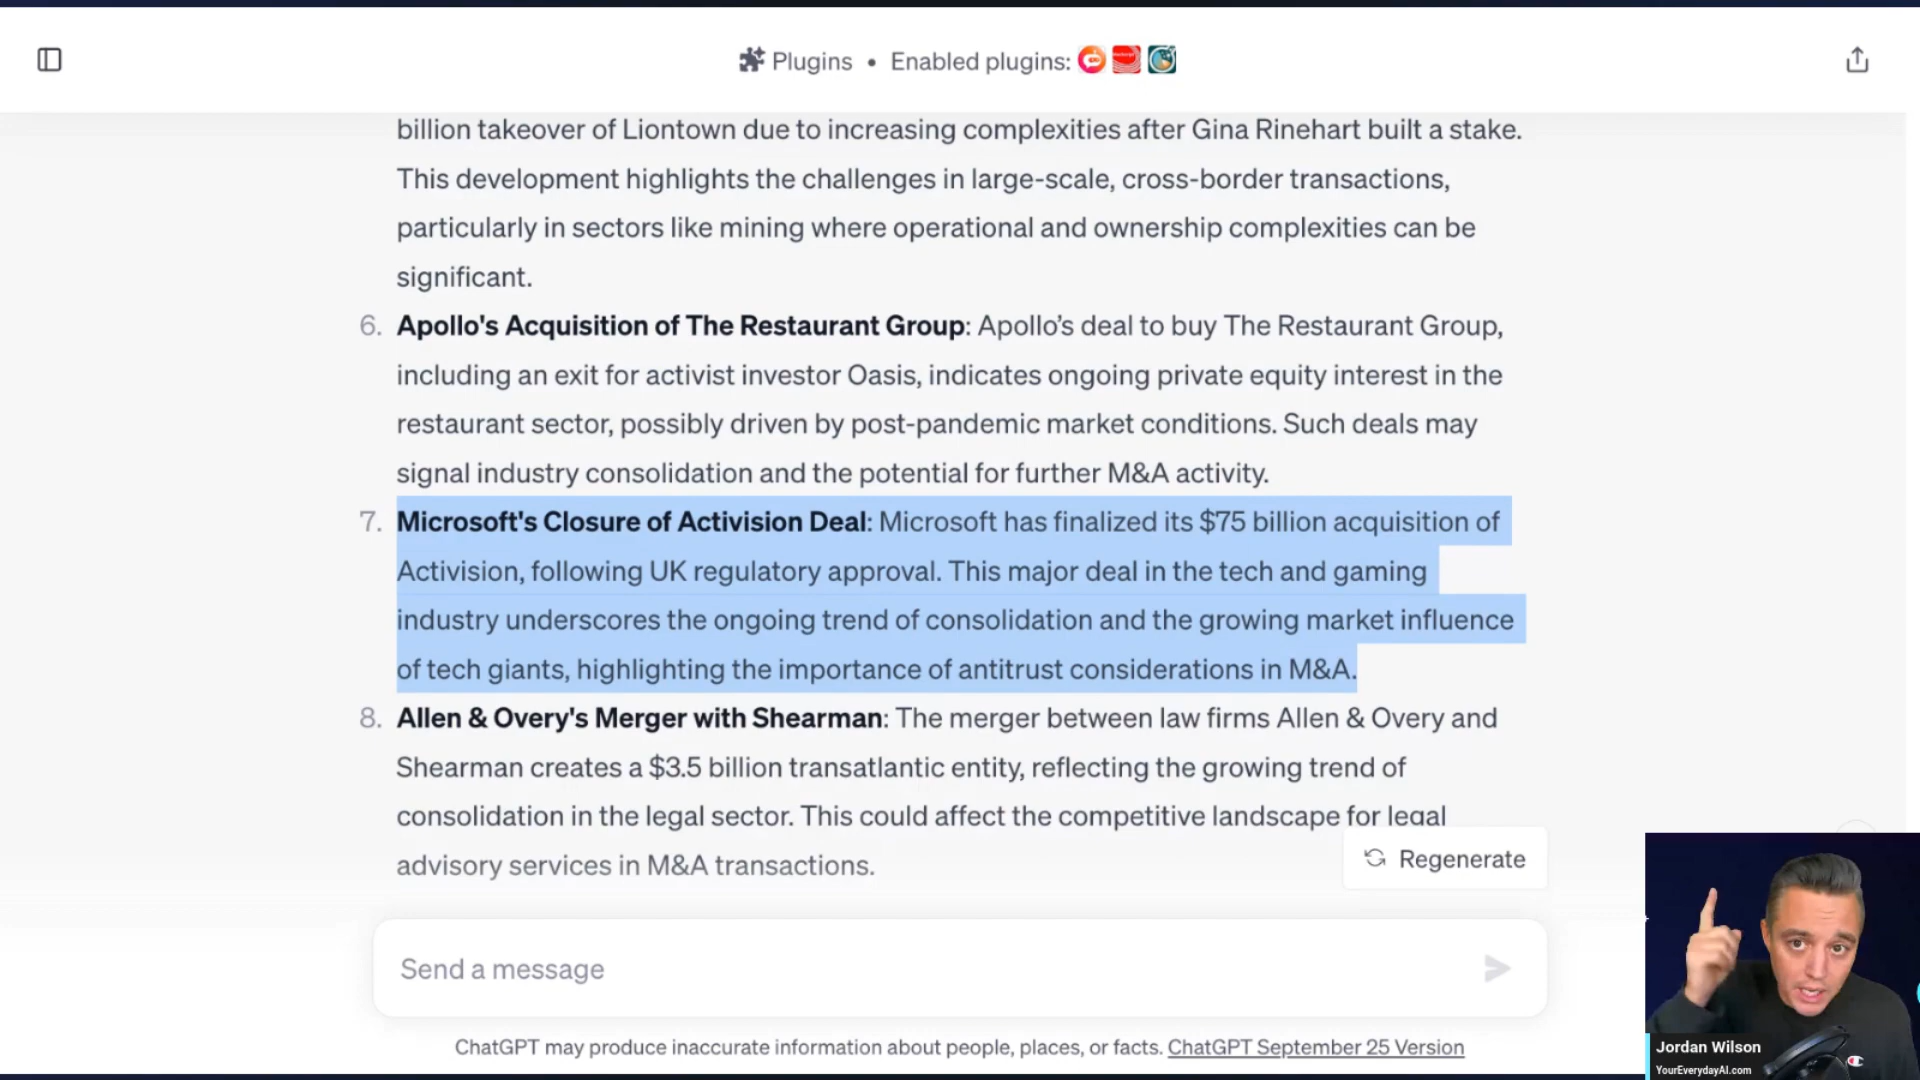 Plugins • Enabled plugins:
billion takeover of Liontown due to increasing complexities after Gina Rinehart built a stake.
This development highlights the challenges in large-scale, cross-border transactions,
particularly in sectors like mining where operational and ownership complexities can be
significant.
6. Apollo's Acquisition of The Restaurant Group: Apollo’s deal to buy The Restaurant Group,
including an exit for activist investor Oasis, indicates ongoing private equity interest in the
restaurant sector, possibly driven by post-pandemic market conditions. Such deals may
signal industry consolidation and the potential for further M&A activity.
7. Microsoft's Closure of Activision Deal: Microsoft has finalized its $75 billion acquisition of
Activision, following UK regulatory approval. This major deal in the tech and gaming
industry underscores the ongoing trend of consolidation and the growing market influence
of tech giants, highlighting the importance of antitrust considerations in M&A.
8. Allen & Overy's Merger with Shearman: The merger between law firms Allen & Overy and
Shearman creates a $3.5 billion transatlantic entity, reflecting the growing trend of
consolidation in the legal sector. This could affect the competitive landscape for legal
advisory services in M&A transactions.
Regenerate
Send a message
ChatGPT may produce inaccurate information about people, places, or facts. ChatGPT September 25 Version
Jordan Wilson
YourEverydayAI.com